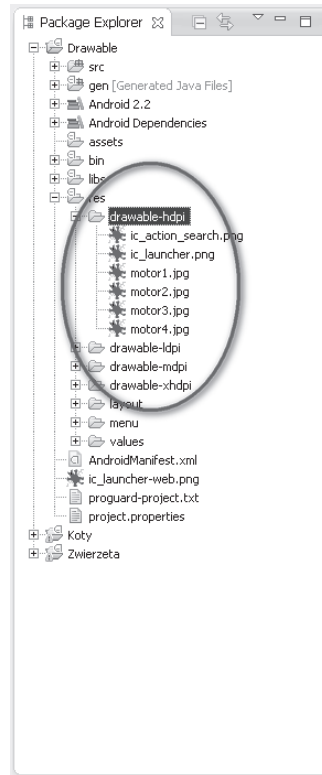 Package Explorer
Drawable
src
gen [Generated Java Files]
Android 2.2
Android Dependencies
assets
bin
libs
res
drawable-hdpi
ic_action_search.png
ic_launcher.png
motor1.jpg
motor2.jpg
motor3.jpg
motor4.jpg
drawable-ldpi
drawable-mdpi
drawable-xhdpi
layout
menu
values
AndroidManifest.xml
ic_launcher-web.png
proguard-project.txt
project.properties
Koty
Zwierzeta